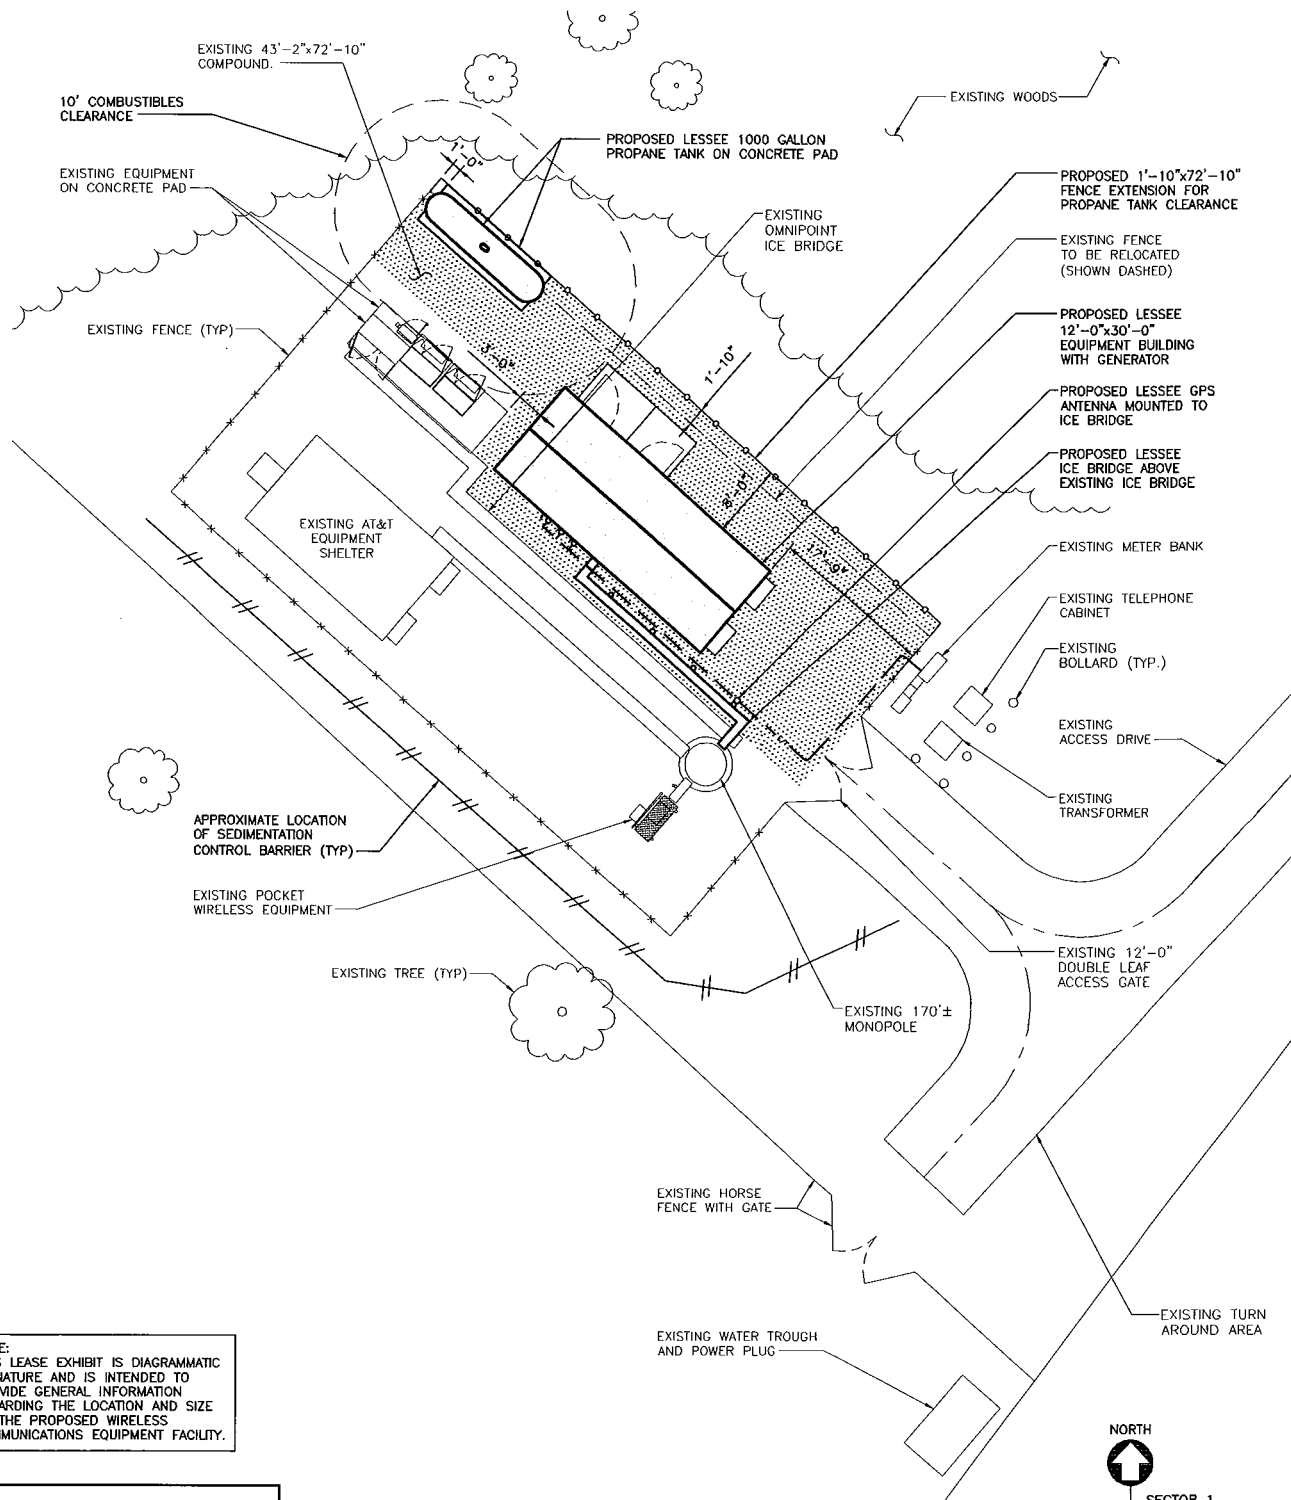 EXISTING 43'-2"x72'-10"
COMPOUND.
10' COMBUSTIBLES
CLEARANCE
EXISTING EQUIPMENT
ON CONCRETE PAD
EXISTING FENCE (TYP)
1'-0"
PROPOSED LESSEE 1000 GALLON
PROPANE TANK ON CONCRETE PAD
EXISTING
OMNIPOINT
ICE BRIDGE
EXISTING WOODS
PROPOSED 1'-10"x72'-10"
FENCE EXTENSION FOR
PROPANE TANK CLEARANCE
EXISTING FENCE
TO BE RELOCATED
(SHOWN DASHED)
PROPOSED LESSEE
12'-0"x30'-0"
EQUIPMENT BUILDING
WITH GENERATOR
PROPOSED LESSEE GPS
ANTENNA MOUNTED TO
ICE BRIDGE
PROPOSED LESSEE
ICE BRIDGE ABOVE
EXISTING ICE BRIDGE
3'-0"
1'-10"
8'-0"
17'-9"
EXISTING AT&T
EQUIPMENT
SHELTER
EXISTING METER BANK
EXISTING TELEPHONE
CABINET
EXISTING
BOLLARD (TYP.)
EXISTING
ACCESS DRIVE
EXISTING
TRANSFORMER
APPROXIMATE LOCATION
OF SEDIMENTATION
CONTROL BARRIER (TYP)
EXISTING POCKET
WIRELESS EQUIPMENT
EXISTING TREE (TYP)
EXISTING 12'-0"
DOUBLE LEAF
ACCESS GATE
EXISTING 170'±
MONOPOLE
EXISTING HORSE
FENCE WITH GATE
EXISTING TURN
AROUND AREA
EXISTING WATER TROUGH
AND POWER PLUG
E:
S LEASE EXHIBIT IS DIAGRAMMATIC
NATURE AND IS INTENDED TO
VIDE GENERAL INFORMATION
ARDING THE LOCATION AND SIZE
THE PROPOSED WIRELESS
MMUNICATIONS EQUIPMENT FACILITY.
NORTH
SECTOR 1